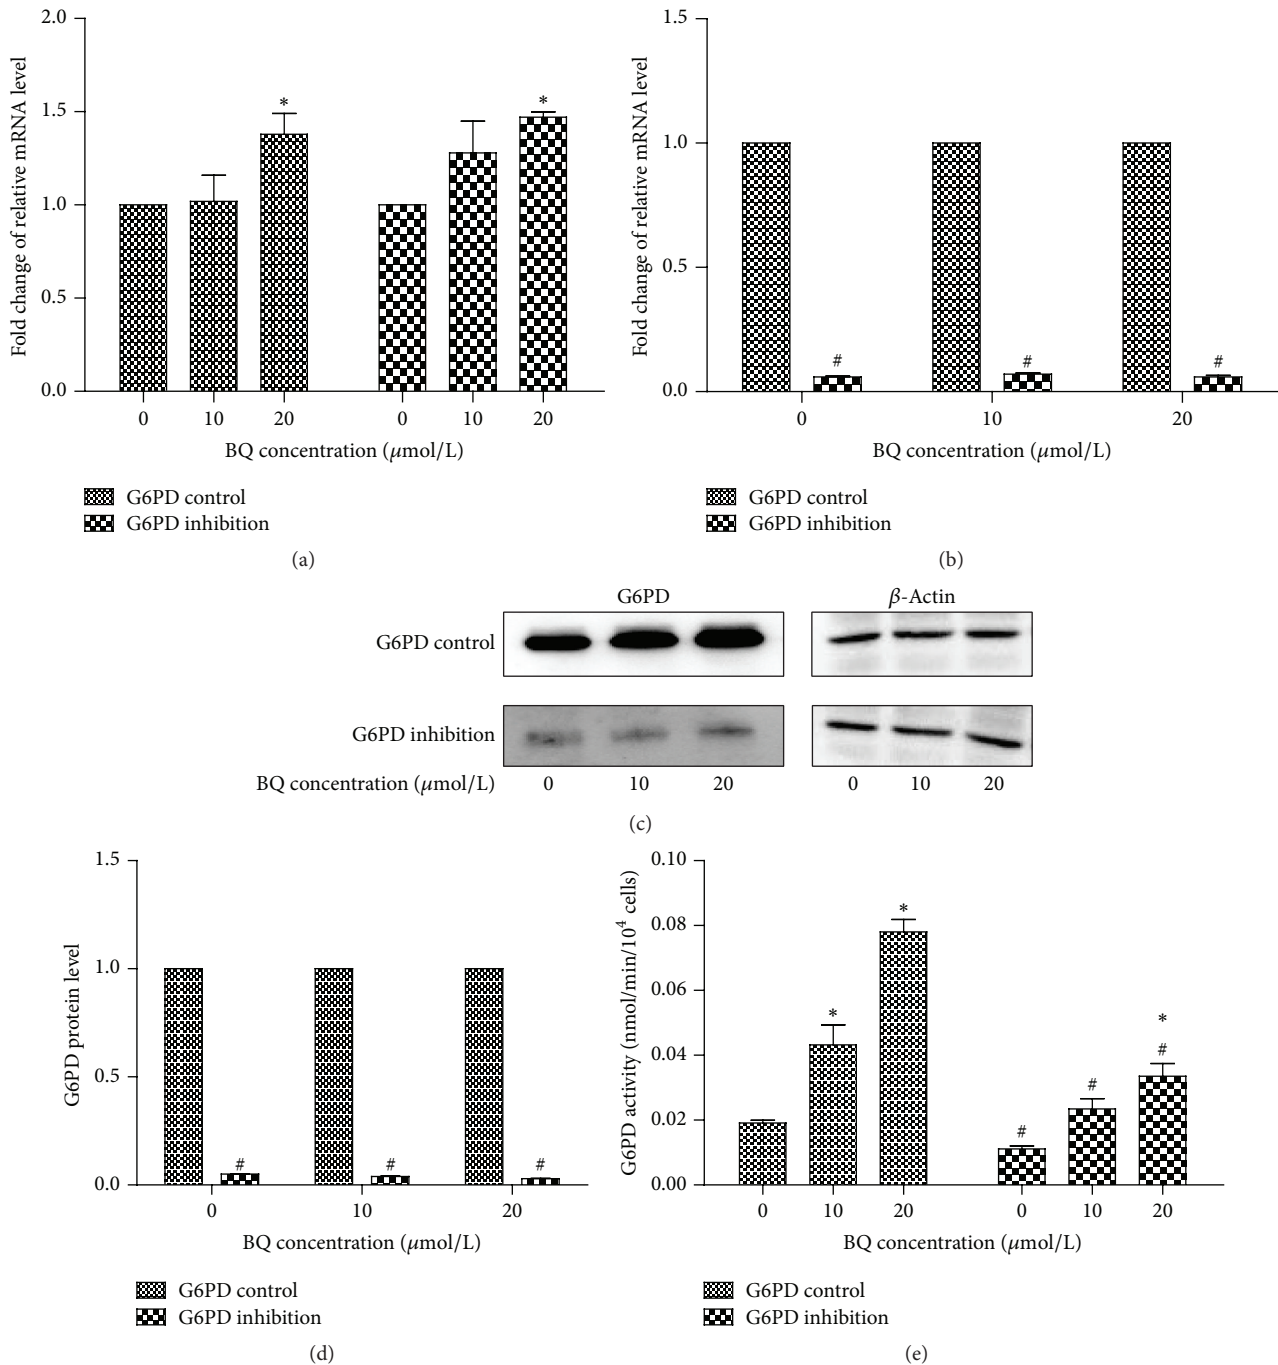 2.0
1.5
1.0
0.5
0.0
Fold change of relative mRNA level
*
*
0 10 20 0 10 20
BQ concentration (μmol/L)
G6PD control
G6PD inhibition
(a)
1.5
1.0
0.5
0.0
Fold change of relative mRNA level
# # #
0 10 20
BQ concentration (μmol/L)
G6PD control
G6PD inhibition
(b)
G6PD β-Actin
G6PD control
G6PD inhibition
BQ concentration (μmol/L) 0 10 20 0 10 20
(c)
1.5
1.0
0.5
0.0
G6PD protein level
# # #
0 10 20
BQ concentration (μmol/L)
G6PD control
G6PD inhibition
(d)
0.10
0.08
0.06
0.04
0.02
0.00
G6PD activity (nmol/min/10⁴ cells)
*
*
#
#
*
#
0 10 20 0 10 20
BQ concentration (μmol/L)
G6PD control
G6PD inhibition
(e)